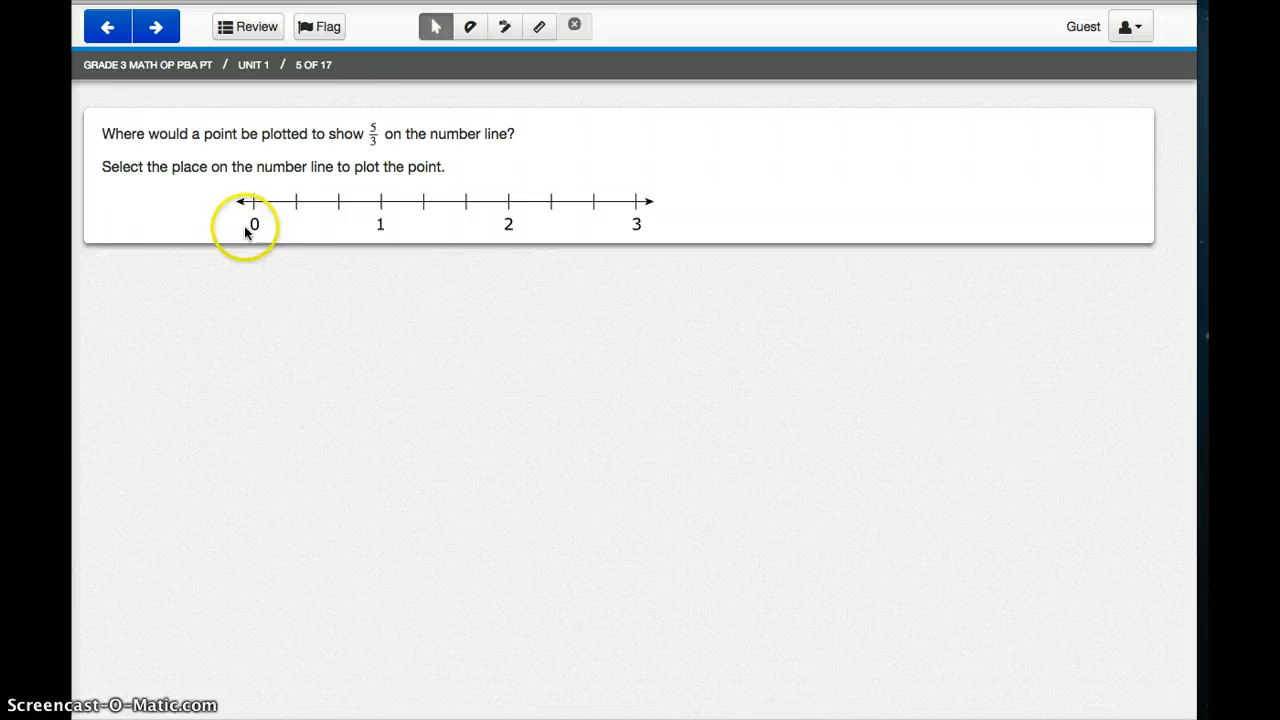 Review Flag Guest
GRADE 3 MATH OP PBA PT / UNIT 1 / 5 OF 17
Where would a point be plotted to show 5/3 on the number line?
Select the place on the number line to plot the point.
0 1 2 3
Screencast-O-Matic.com